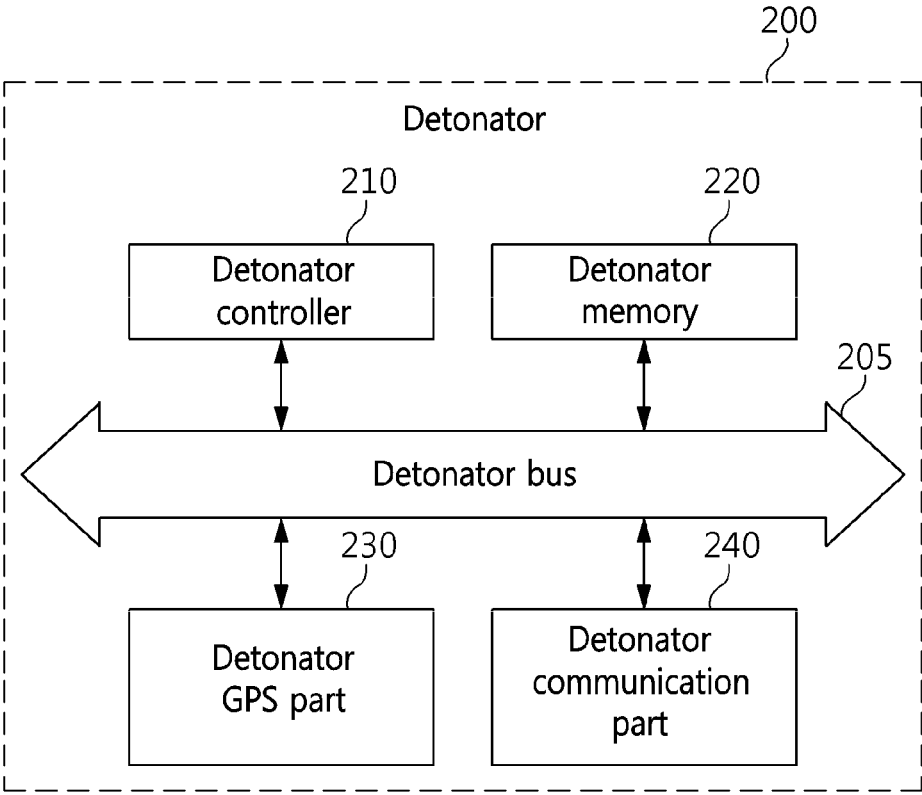 200
Detonator
210
220
Detonator
controller
Detonator
memory
205
Detonator bus
230
240
Detonator
GPS part
Detonator
communication
part